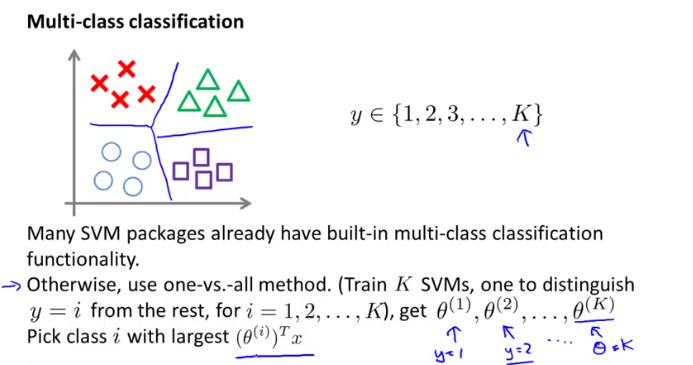 Multi-class classification
y ∈ {1, 2, 3, . . . , K}
Many SVM packages already have built-in multi-class classification
functionality.
→ Otherwise, use one-vs.-all method. (Train K SVMs, one to distinguish
y = i from the rest, for i = 1, 2, . . . , K), get θ⁽¹⁾, θ⁽²⁾, . . . , θ⁽ᴷ⁾
Pick class i with largest (θ⁽ⁱ⁾)ᵀx
y=1 y=2 .... θ=K